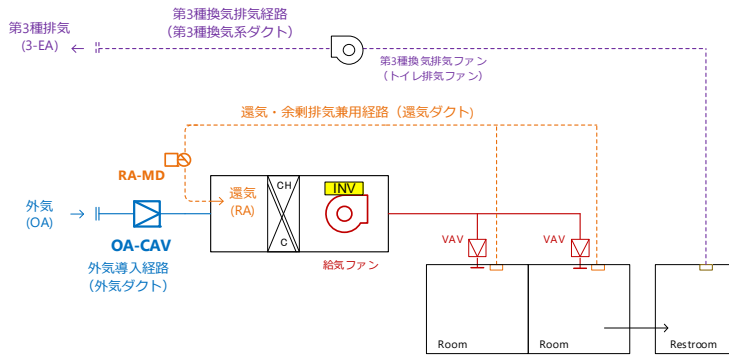 第3種換気排気経路
（第3種換気系ダクト）
第3種排気
(3-EA)
第3種換気排気ファン
（トイレ排気ファン）
還気・余剰排気兼用経路（還気ダクト)
RA-MD
外気
(OA)
OA-CAV
外気導入経路
（外気ダクト）
還気
(RA)
CH
C
INV
給気ファン
VAV
VAV
Room
Room
Restroom